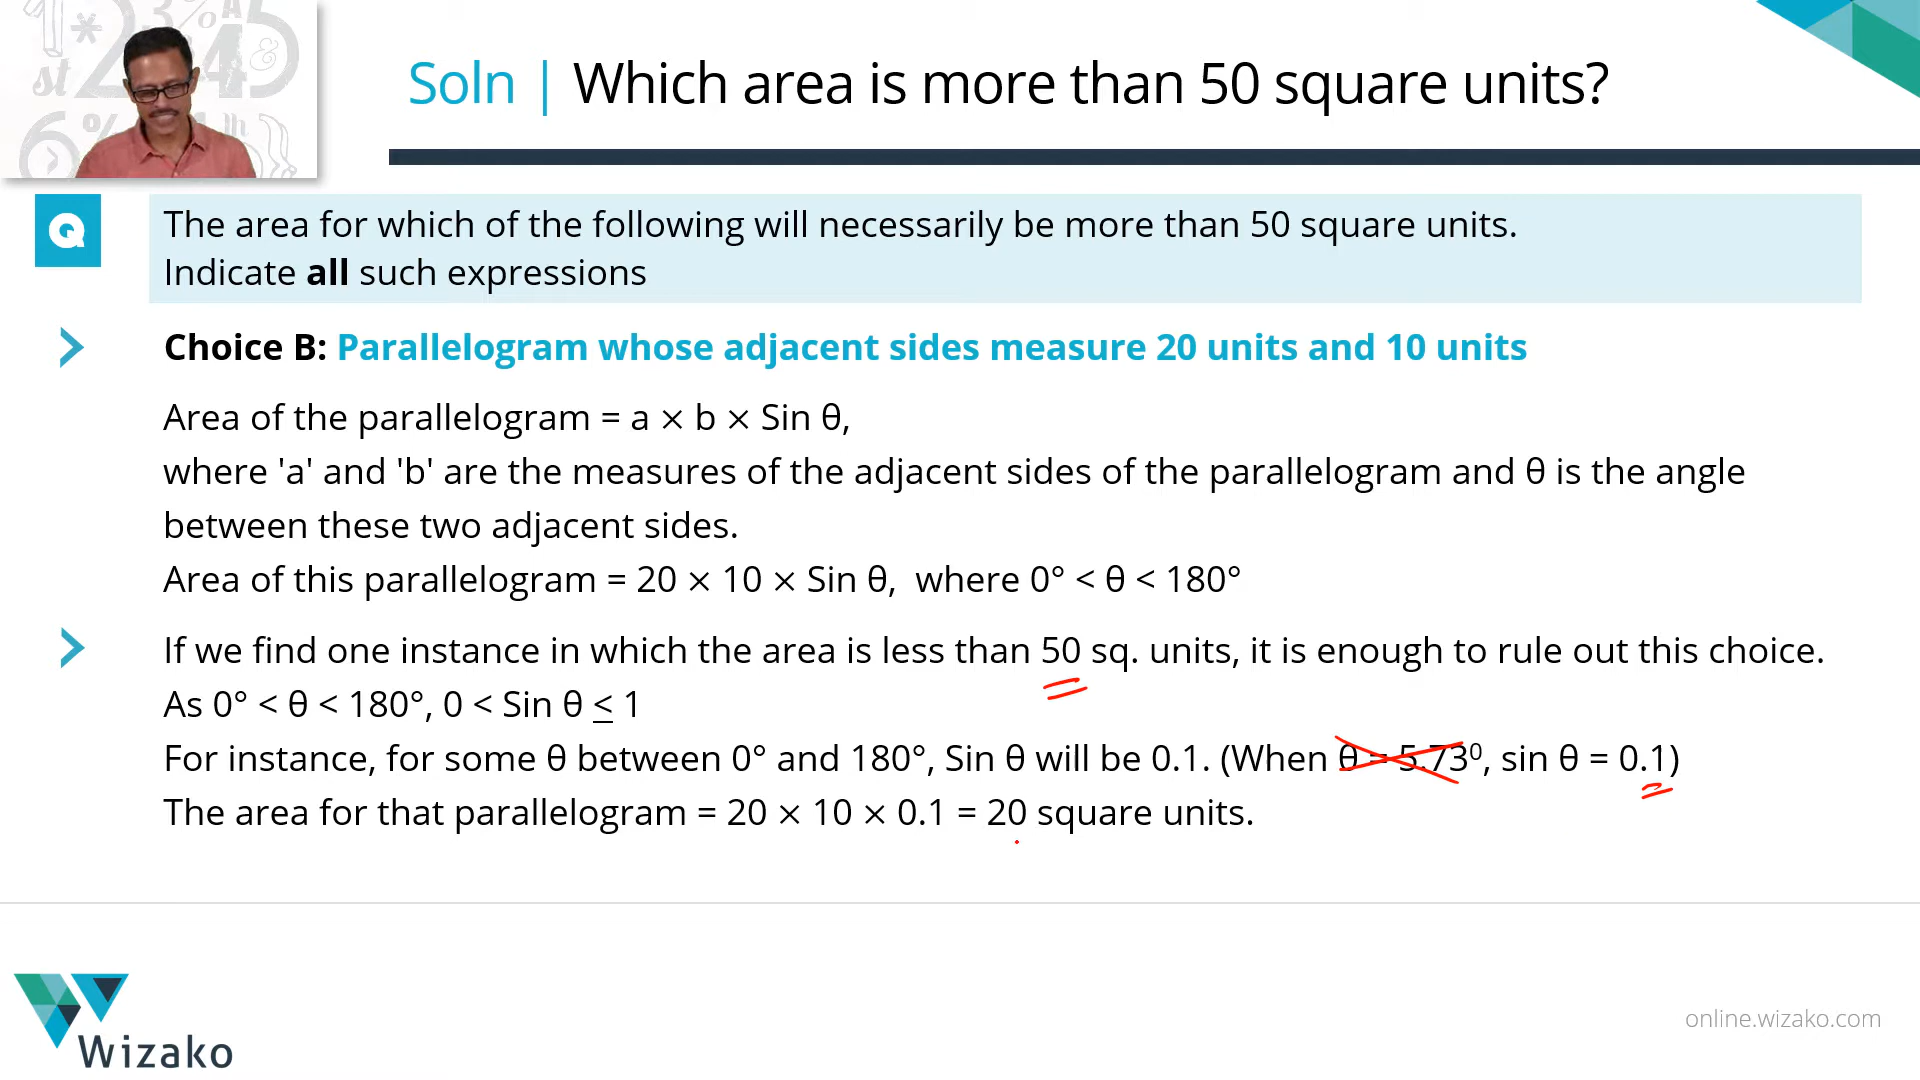 Soln | Which area is more than 50 square units?
Q
The area for which of the following will necessarily be more than 50 square units.
Indicate all such expressions
Choice B: Parallelogram whose adjacent sides measure 20 units and 10 units
Area of the parallelogram = a × b × Sin θ,
where 'a' and 'b' are the measures of the adjacent sides of the parallelogram and θ is the angle
between these two adjacent sides.
Area of this parallelogram = 20 × 10 × Sin θ, where 0° < θ < 180°
If we find one instance in which the area is less than 50 sq. units, it is enough to rule out this choice.
As 0° < θ < 180°, 0 < Sin θ ≤ 1
For instance, for some θ between 0° and 180°, Sin θ will be 0.1. (When θ = 5.73⁰, sin θ = 0.1)
The area for that parallelogram = 20 × 10 × 0.1 = 20 square units.
Wizako
online.wizako.com